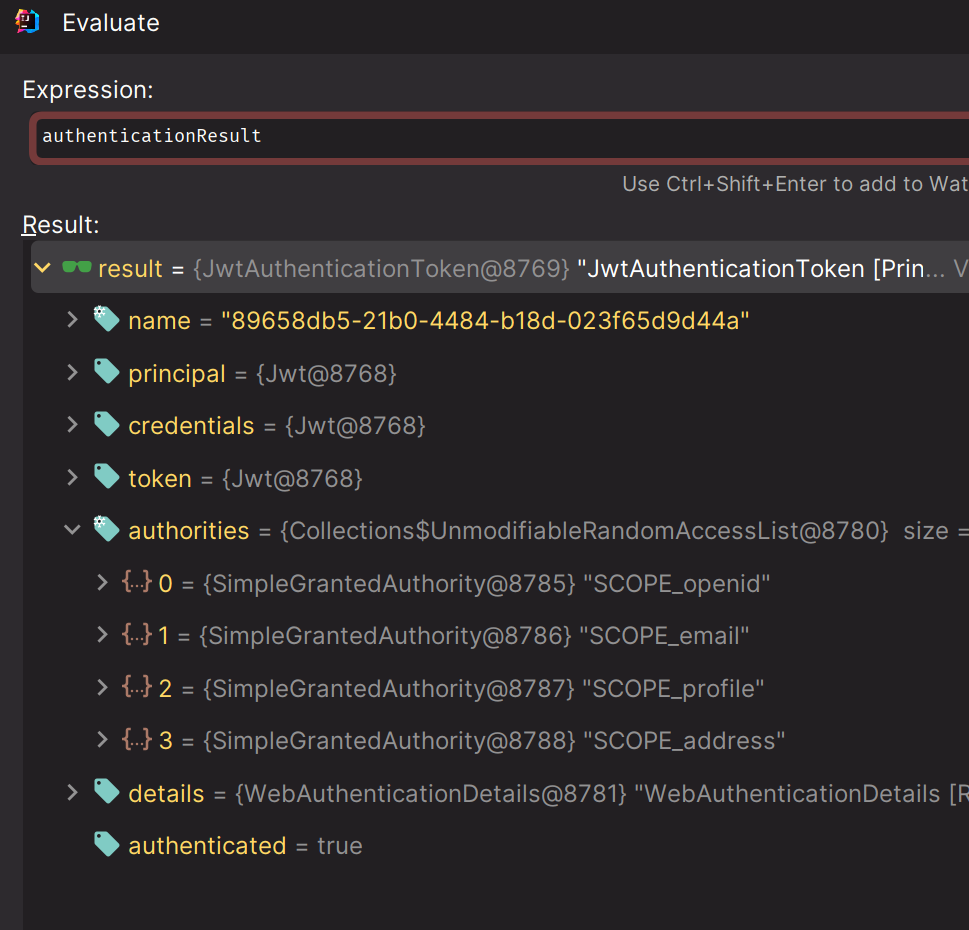 Evaluate
Expression:
authenticationResult
Use Ctrl+Shift+Enter to add to Wat
Result:
result = {JwtAuthenticationToken@8769} "JwtAuthenticationToken [Prin... V
name = "89658db5-21b0-4484-b18d-023f65d9d44a"
principal = {Jwt@8768}
credentials = {Jwt@8768}
token = {Jwt@8768}
authorities = {Collections$UnmodifiableRandomAccessList@8780} size =
{...} 0 = {SimpleGrantedAuthority@8785} "SCOPE_openid"
{...} 1 = {SimpleGrantedAuthority@8786} "SCOPE_email"
{...} 2 = {SimpleGrantedAuthority@8787} "SCOPE_profile"
{...} 3 = {SimpleGrantedAuthority@8788} "SCOPE_address"
details = {WebAuthenticationDetails@8781} "WebAuthenticationDetails [R
authenticated = true